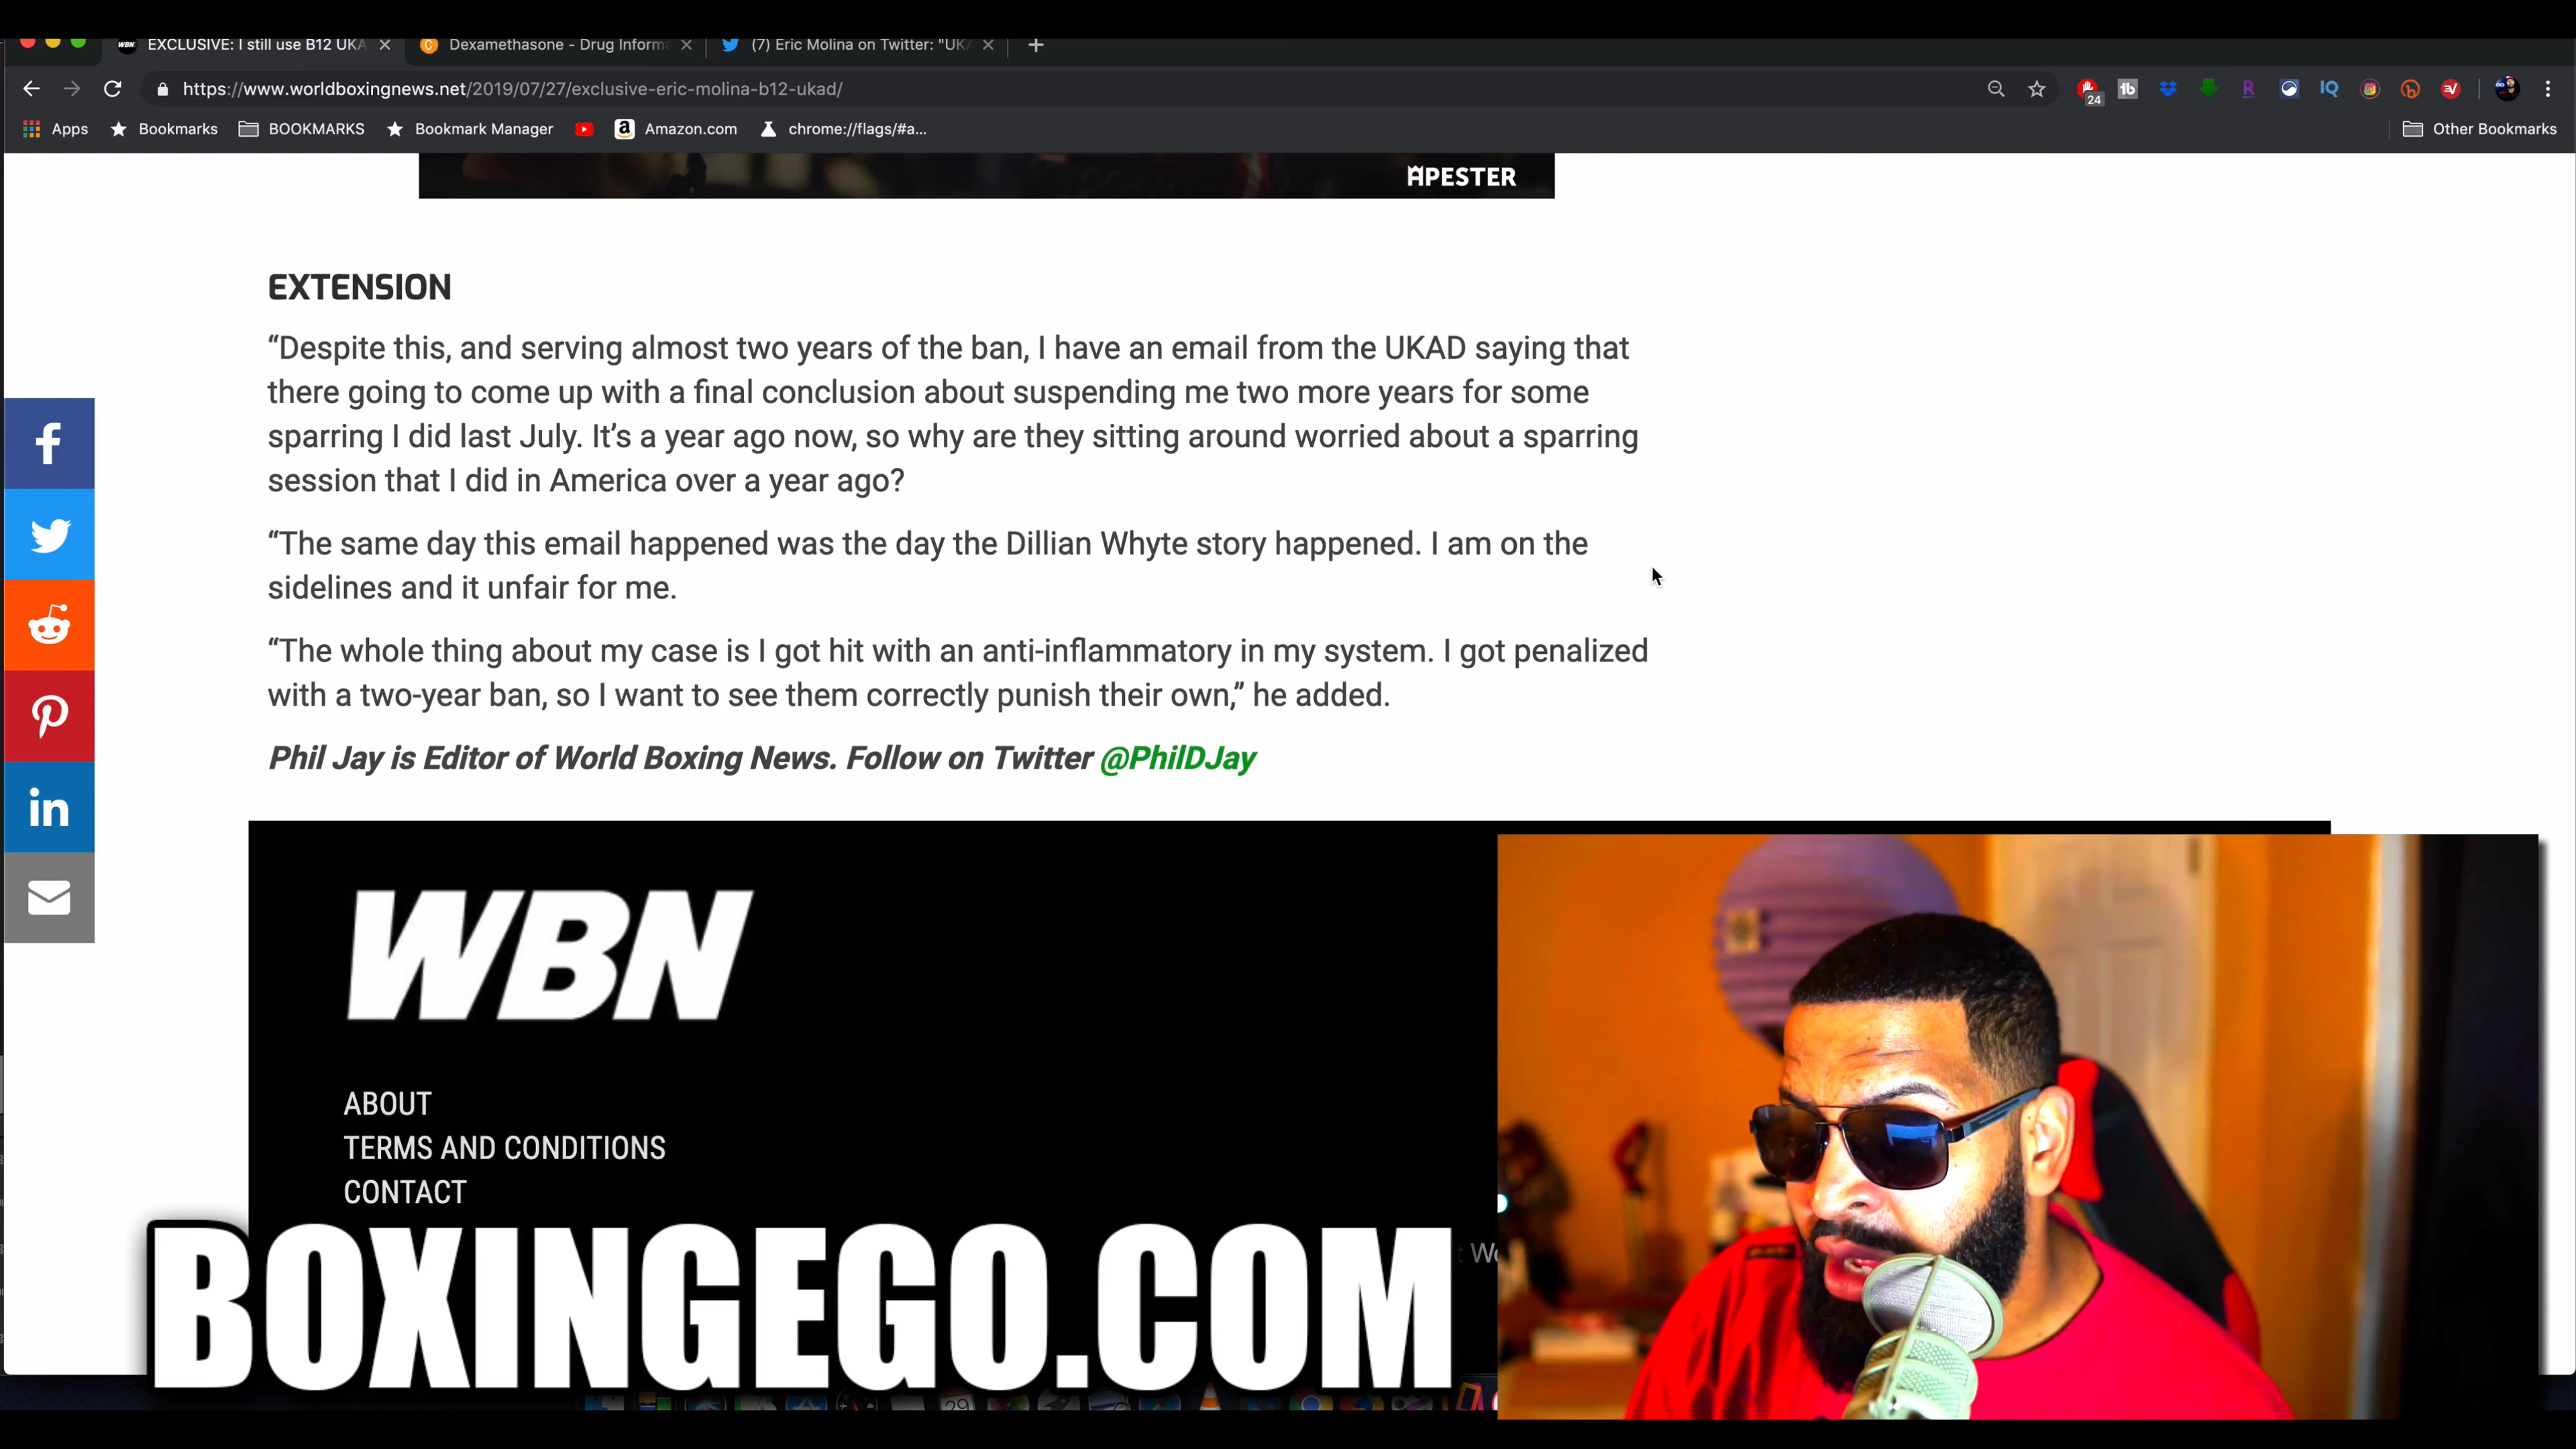 EXCLUSIVE: I still use B12 UKA
Dexamethasone - Drug Informa
(7) Eric Molina on Twitter: "UKA
https://www.worldboxingnews.net/2019/07/27/exclusive-eric-molina-b12-ukad/
24
Apps
Bookmarks
BOOKMARKS
Bookmark Manager
Amazon.com
chrome://flags/#a...
Other Bookmarks
APESTER
EXTENSION
“Despite this, and serving almost two years of the ban, I have an email from the UKAD saying that
there going to come up with a final conclusion about suspending me two more years for some
sparring I did last July. It’s a year ago now, so why are they sitting around worried about a sparring
session that I did in America over a year ago?
“The same day this email happened was the day the Dillian Whyte story happened. I am on the
sidelines and it unfair for me.
“The whole thing about my case is I got hit with an anti-inflammatory in my system. I got penalized
with a two-year ban, so I want to see them correctly punish their own,” he added.
Phil Jay is Editor of World Boxing News. Follow on Twitter @PhilDJay
WBN
ABOUT
TERMS AND CONDITIONS
CONTACT
BOXINGEGO.COM